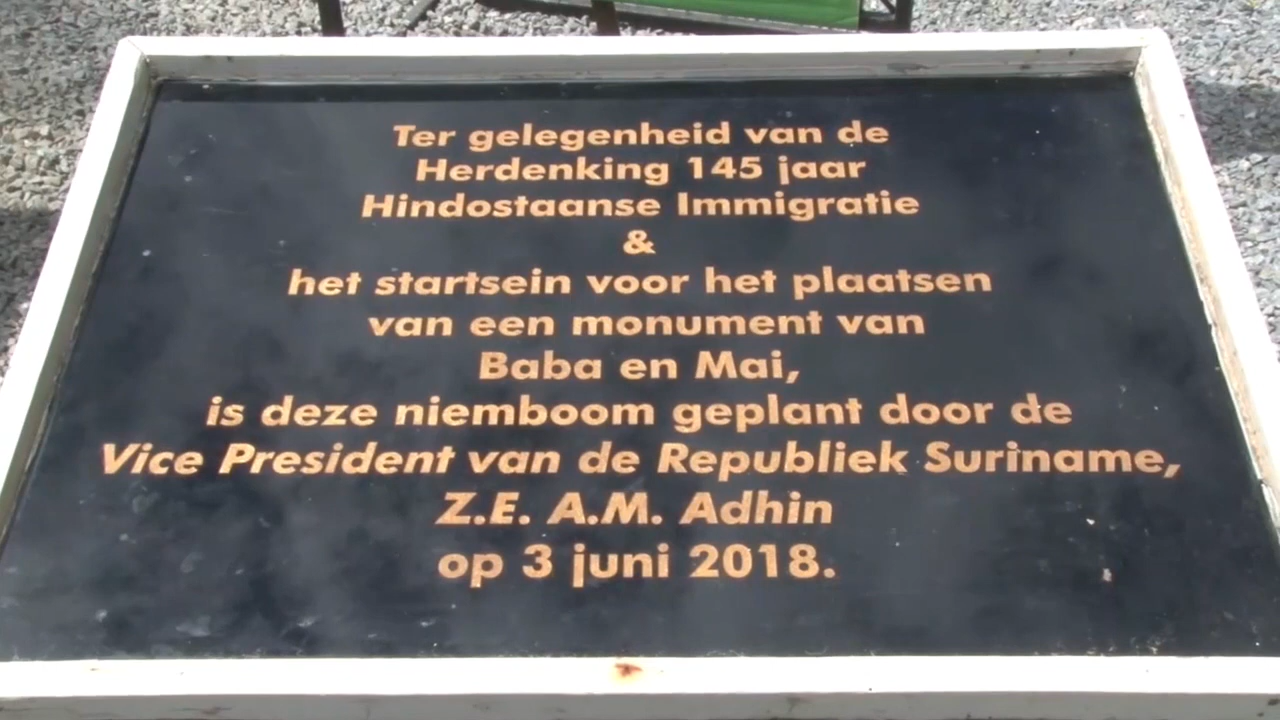 Ter gelegenheid van de
Herdenking 145 jaar
Hindostaanse Immigratie
&
het startsein voor het plaatsen
van een monument van
Baba en Mai,
is deze niemboom geplant door de
Vice President van de Republiek Suriname,
Z.E. A.M. Adhin
op 3 juni 2018.